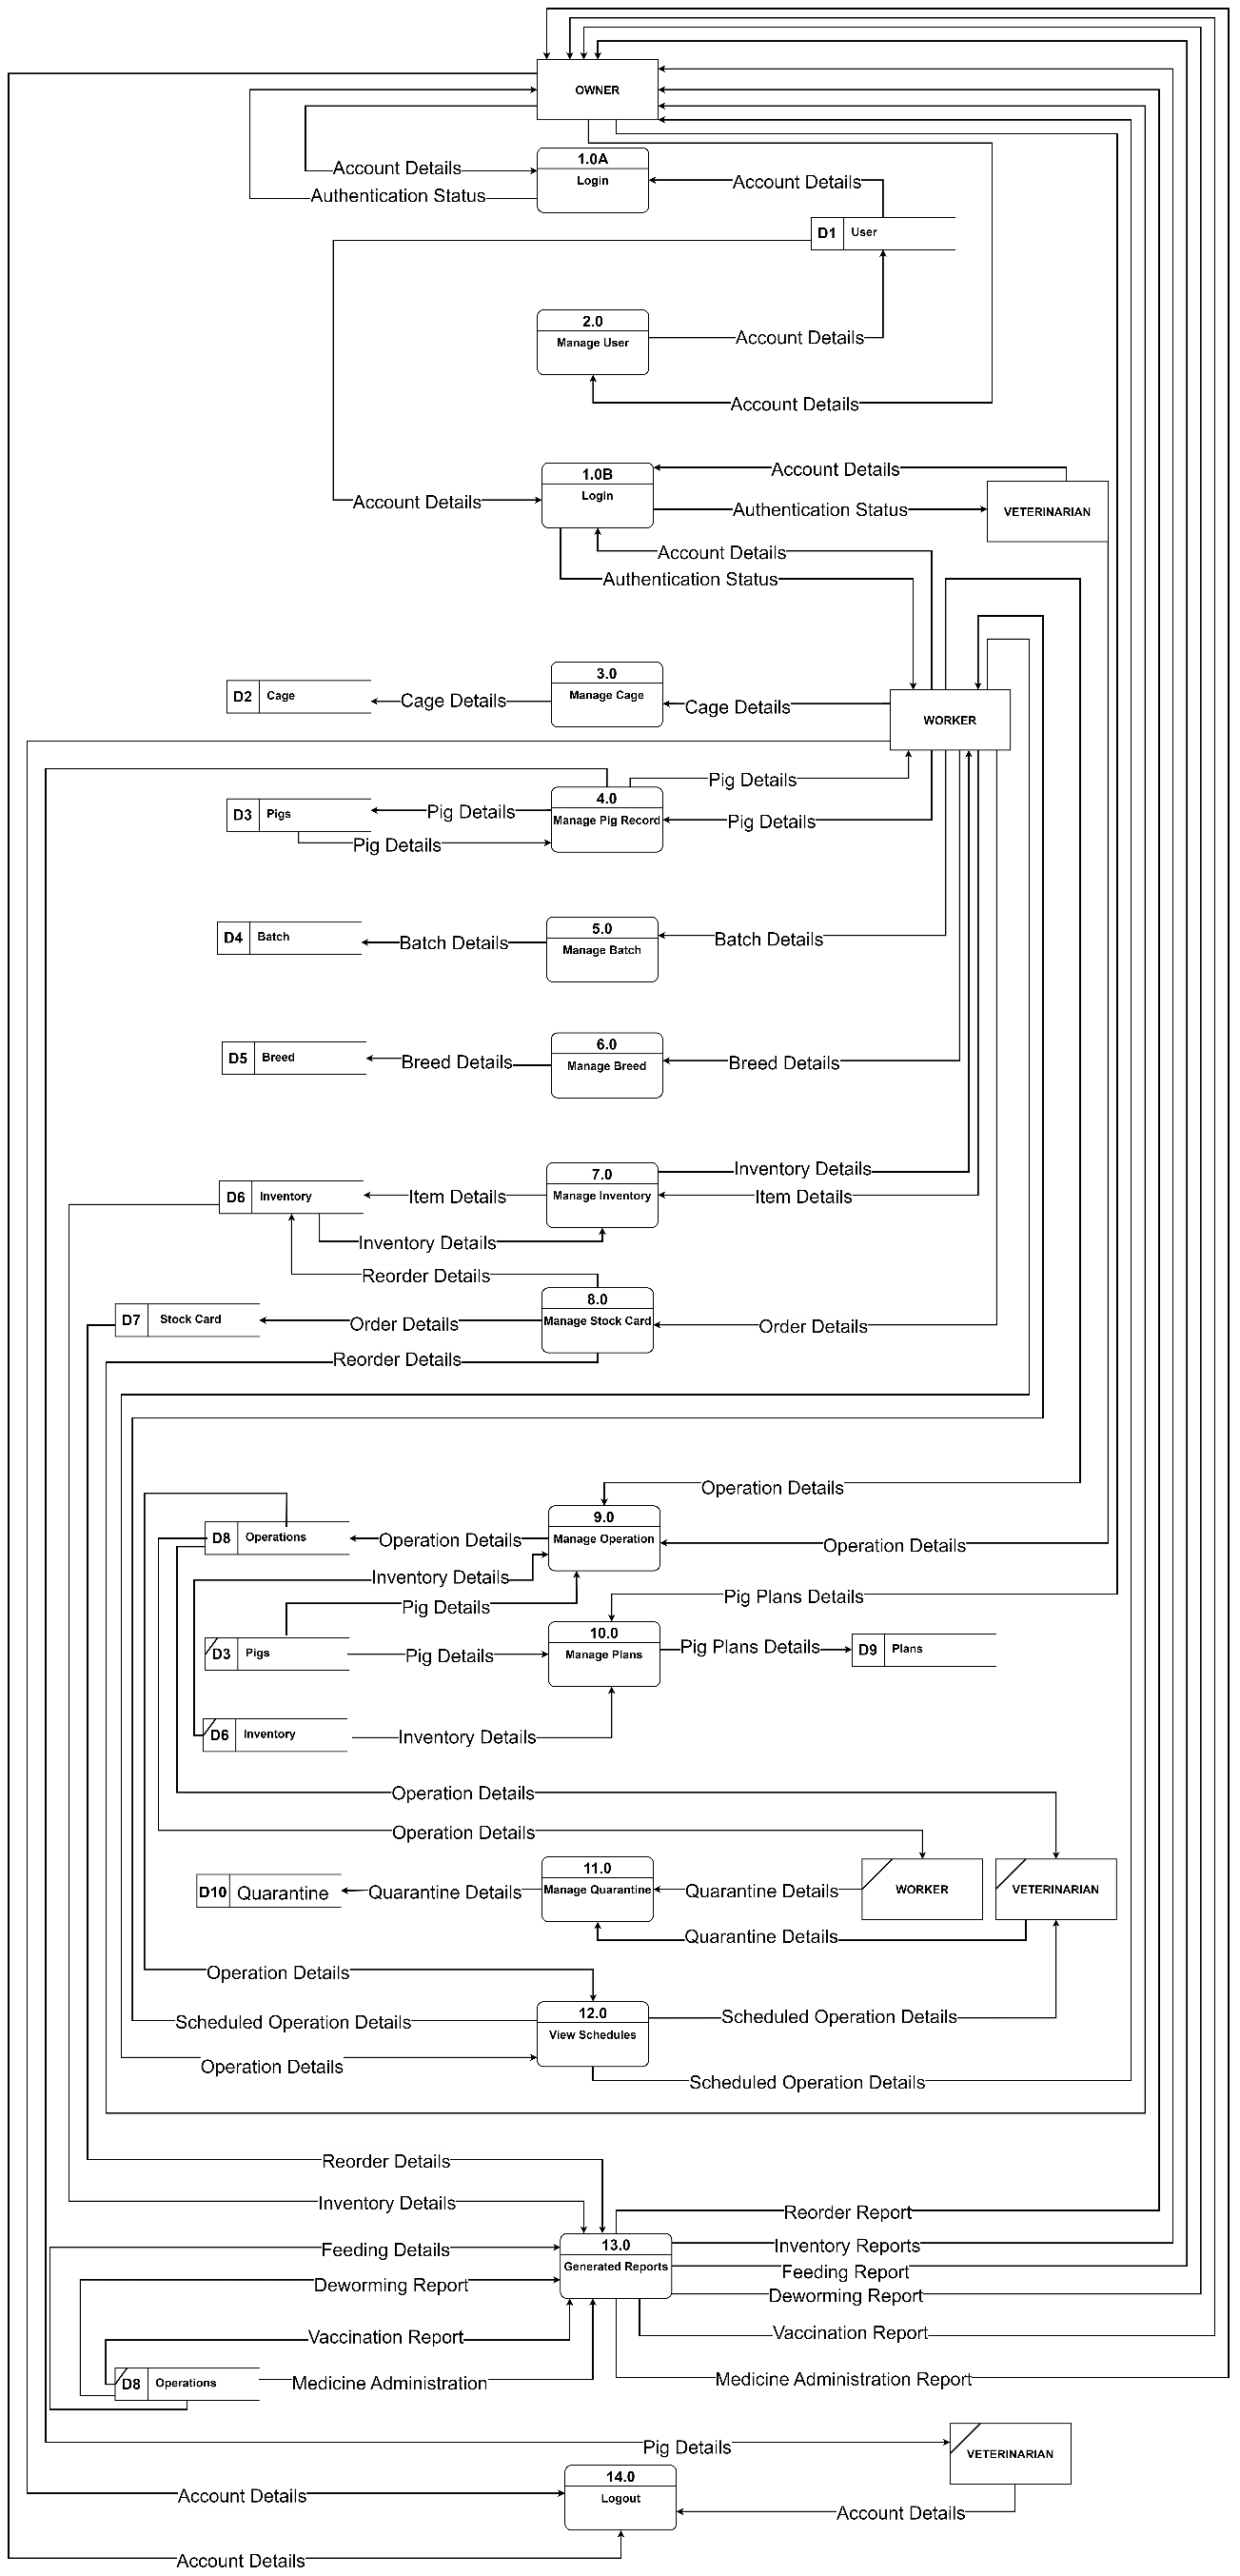 OWNER
1.0A
Login
Account Details
Authentication Status
Account Details
D1
User
2.0
Manage User
Account Details
Account Details
1.0B
Login
Account Details
Account Details
Authentication Status
VETERINARIAN
Account Details
Authentication Status
3.0
Manage Cage
D2
Cage
Cage Details
Cage Details
WORKER
Pig Details
4.0
Manage Pig Record
D3
Pigs
Pig Details
Pig Details
Pig Details
5.0
Manage Batch
D4
Batch
Batch Details
Batch Details
6.0
Manage Breed
D5
Breed
Breed Details
Breed Details
7.0
Manage Inventory
Inventory Details
D6
Inventory
Item Details
Item Details
Inventory Details
Reorder Details
8.0
Manage Stock Card
D7
Stock Card
Order Details
Order Details
Reorder Details
Operation Details
9.0
Manage Operation
D8
Operations
Operation Details
Operation Details
Inventory Details
Pig Details
Pig Plans Details
10.0
Manage Plans
D3
Pigs
Pig Details
Pig Plans Details
D9
Plans
D6
Inventory
Inventory Details
Operation Details
Operation Details
11.0
Manage Quarantine
D10
Quarantine
Quarantine Details
Quarantine Details
WORKER
VETERINARIAN
Quarantine Details
Operation Details
12.0
View Schedules
Scheduled Operation Details
Scheduled Operation Details
Operation Details
Scheduled Operation Details
Reorder Details
Inventory Details
Reorder Report
13.0
Generated Reports
Feeding Details
Inventory Reports
Feeding Report
Deworming Report
Deworming Report
Vaccination Report
Vaccination Report
D8
Operations
Medicine Administration
Medicine Administration Report
Pig Details
VETERINARIAN
14.0
Logout
Account Details
Account Details
Account Details